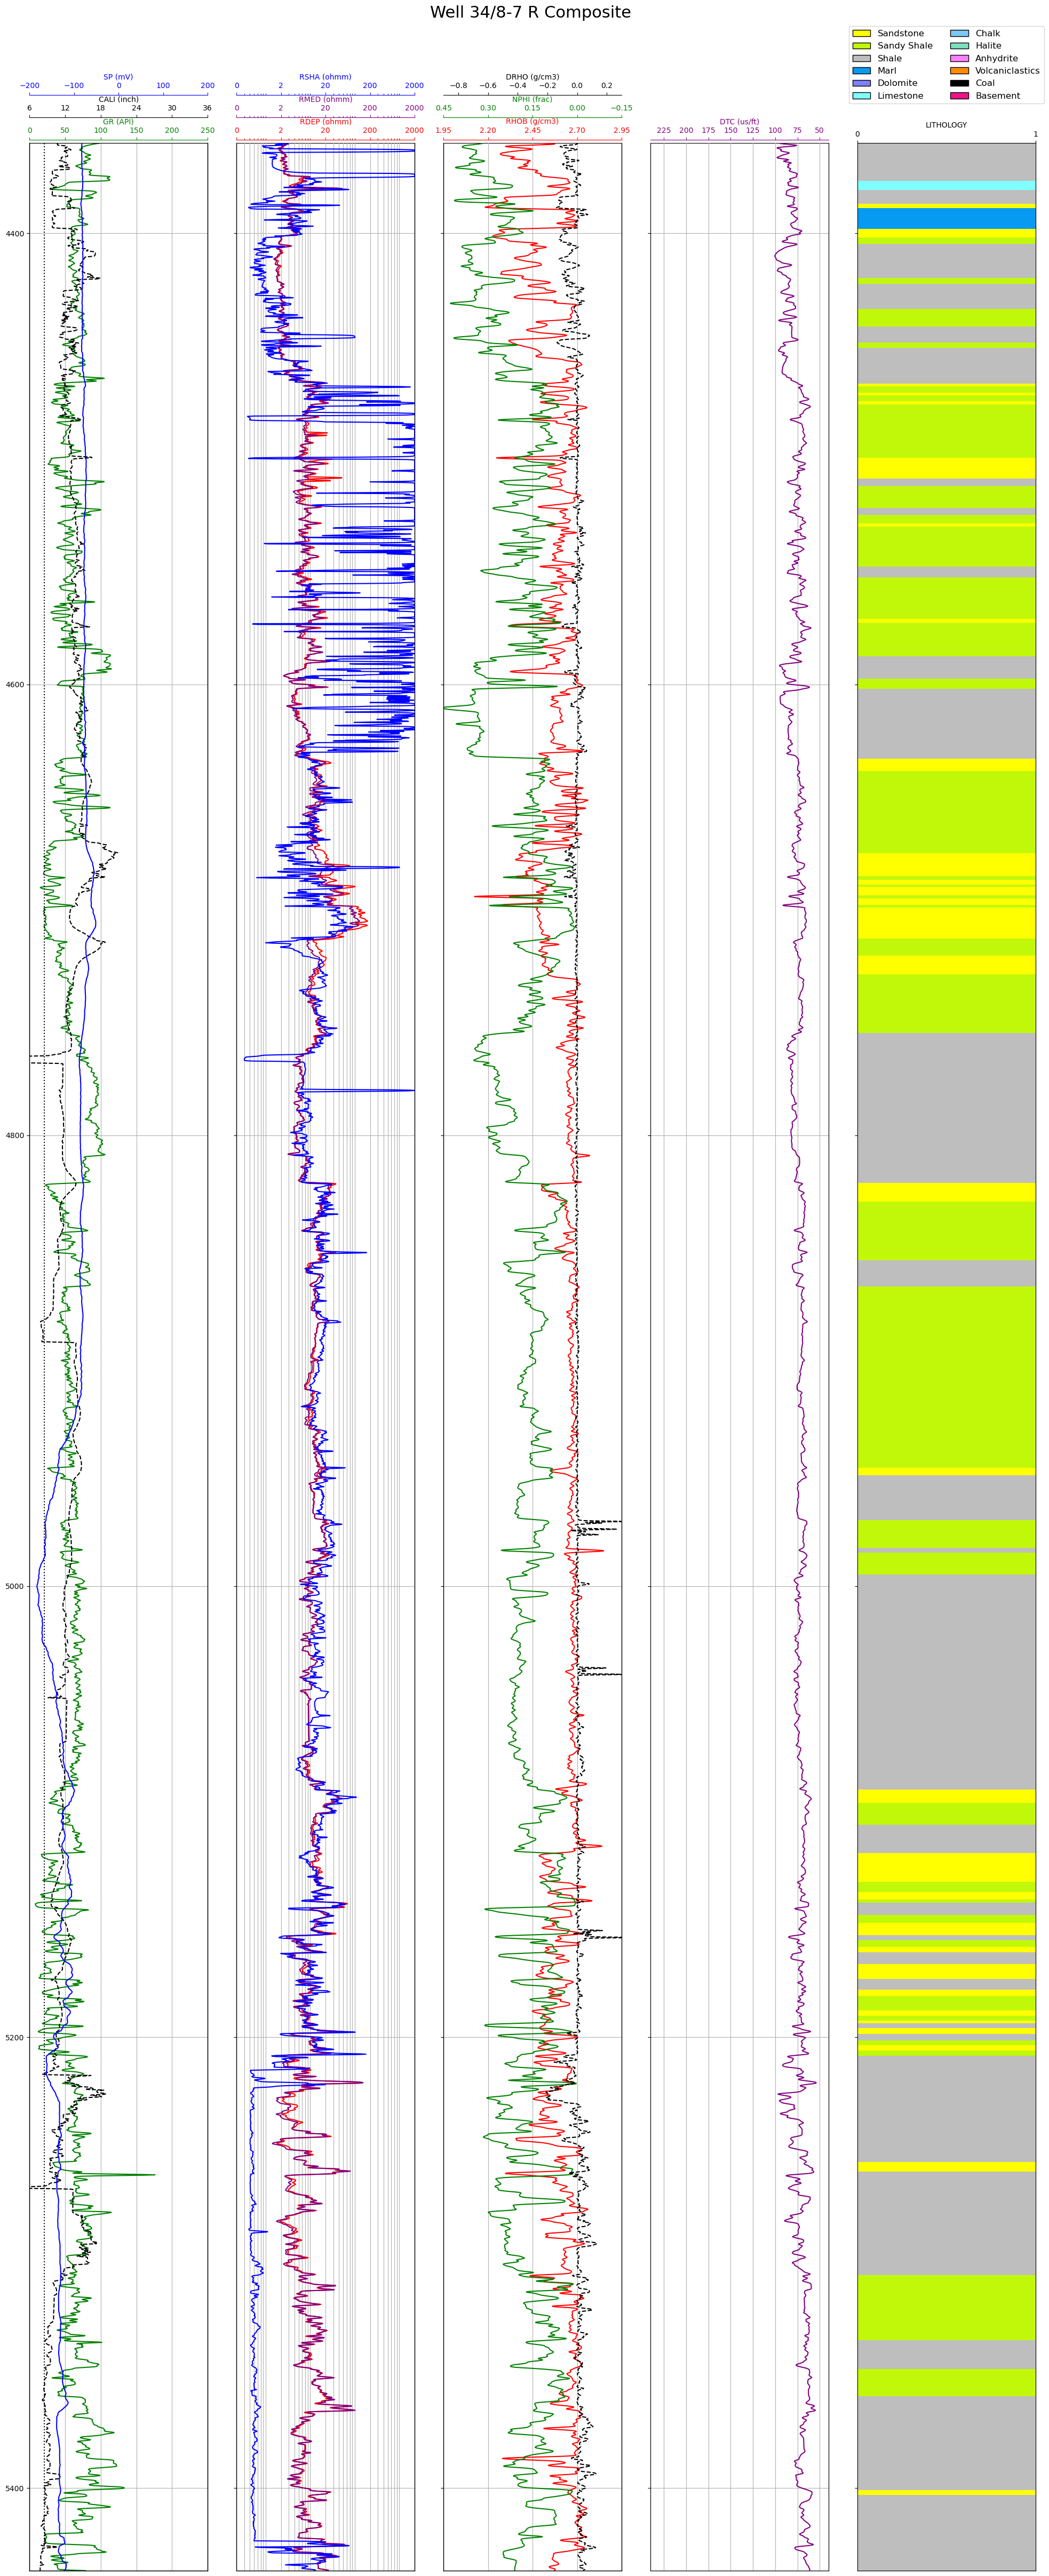 Well 34/8-7 R Composite
Sandstone Chalk
Sandy Shale Halite
Shale Anhydrite
Marl Volcaniclastics
Dolomite Coal
Limestone Basement
SP (mV) RSHA (ohmm) DRHO (g/cm3)
−200 −100 0 100 200 0 2 20 200 2000 −0.8 −0.6 −0.4 −0.2 0.0 0.2
CALI (inch) RMED (ohmm) NPHI (frac)
6 12 18 24 30 36 0 2 20 200 2000 0.45 0.30 0.15 0.00 −0.15
GR (API) RDEP (ohmm) RHOB (g/cm3) DTC (us/ft) LITHOLOGY
0 50 100 150 200 250 0 2 20 200 2000 1.95 2.20 2.45 2.70 2.95 225 200 175 150 125 100 75 50 0 1
4400
4600
4800
5000
5200
5400